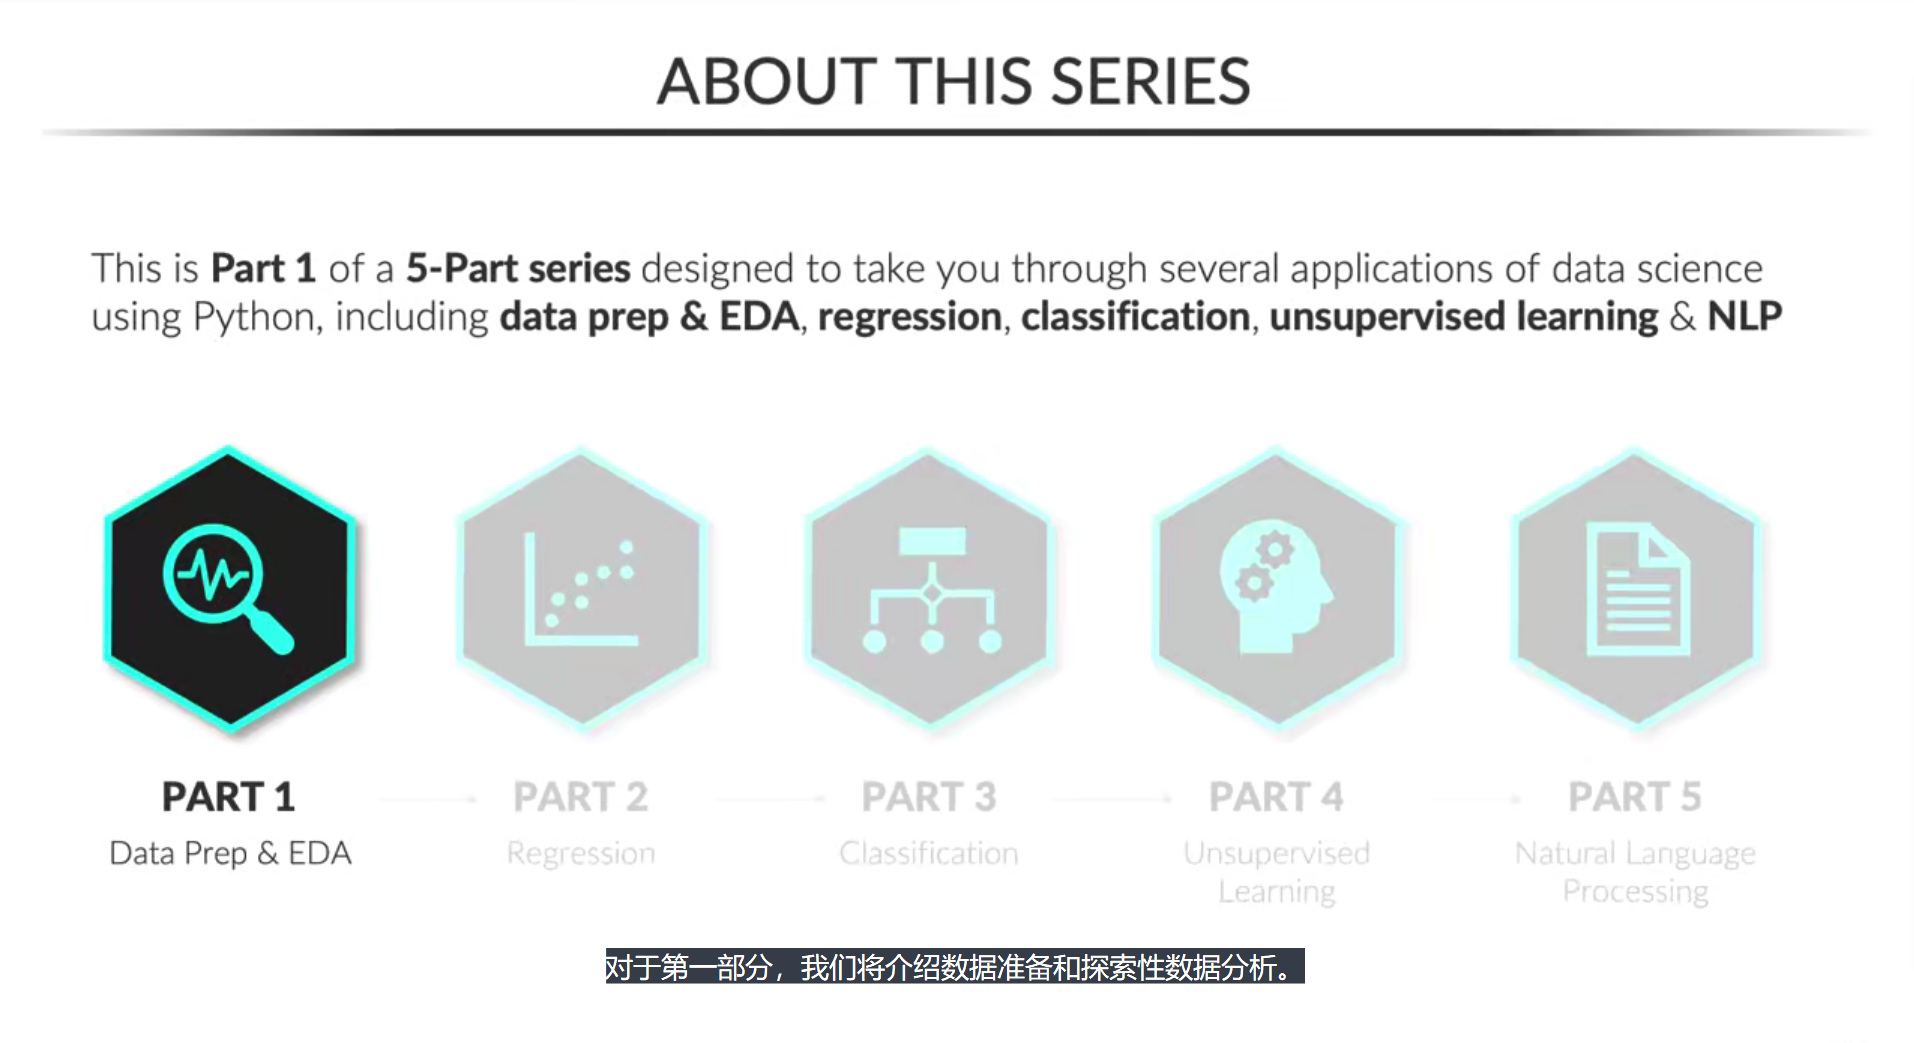 ABOUT THIS SERIES
This is Part 1 of a 5-Part series designed to take you through several applications of data science
using Python, including data prep & EDA, regression, classification, unsupervised learning & NLP
PART 1
Data Prep & EDA
PART 2
Regression
PART 3
Classification
PART 4
Unsupervised
Learning
PART 5
Natural Language
Processing
对于第一部分，我们将介绍数据准备和探索性数据分析。